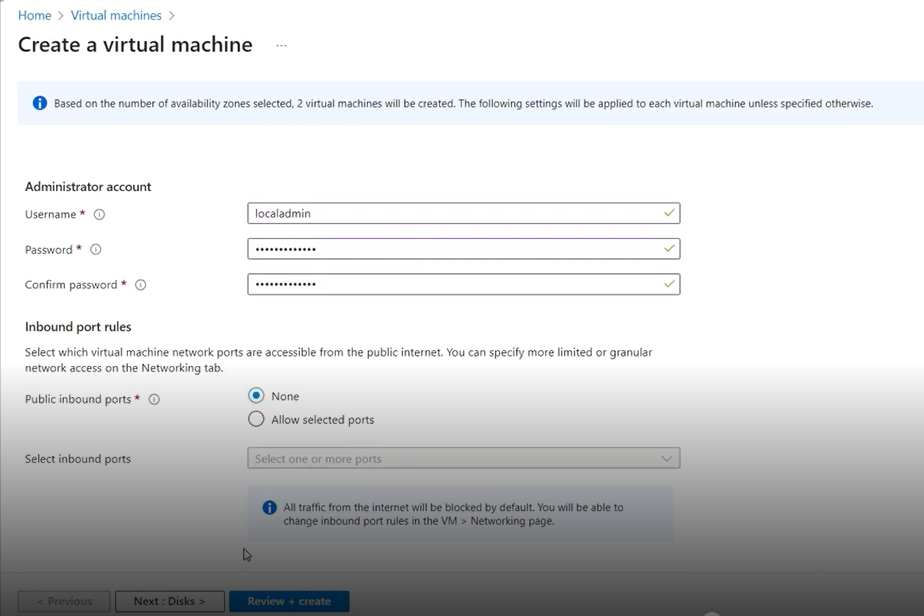 Home > Virtual machines >
Create a virtual machine ...
Based on the number of availability zones selected, 2 virtual machines will be created. The following settings will be applied to each virtual machine unless specified otherwise.
Administrator account
Username *
localadmin
Password *
•••••••••••••
Confirm password *
•••••••••••••
Inbound port rules
Select which virtual machine network ports are accessible from the public internet. You can specify more limited or granular
network access on the Networking tab.
Public inbound ports *
None
Allow selected ports
Select inbound ports
Select one or more ports
All traffic from the internet will be blocked by default. You will be able to
change inbound port rules in the VM > Networking page.
< Previous
Next : Disks >
Review + create